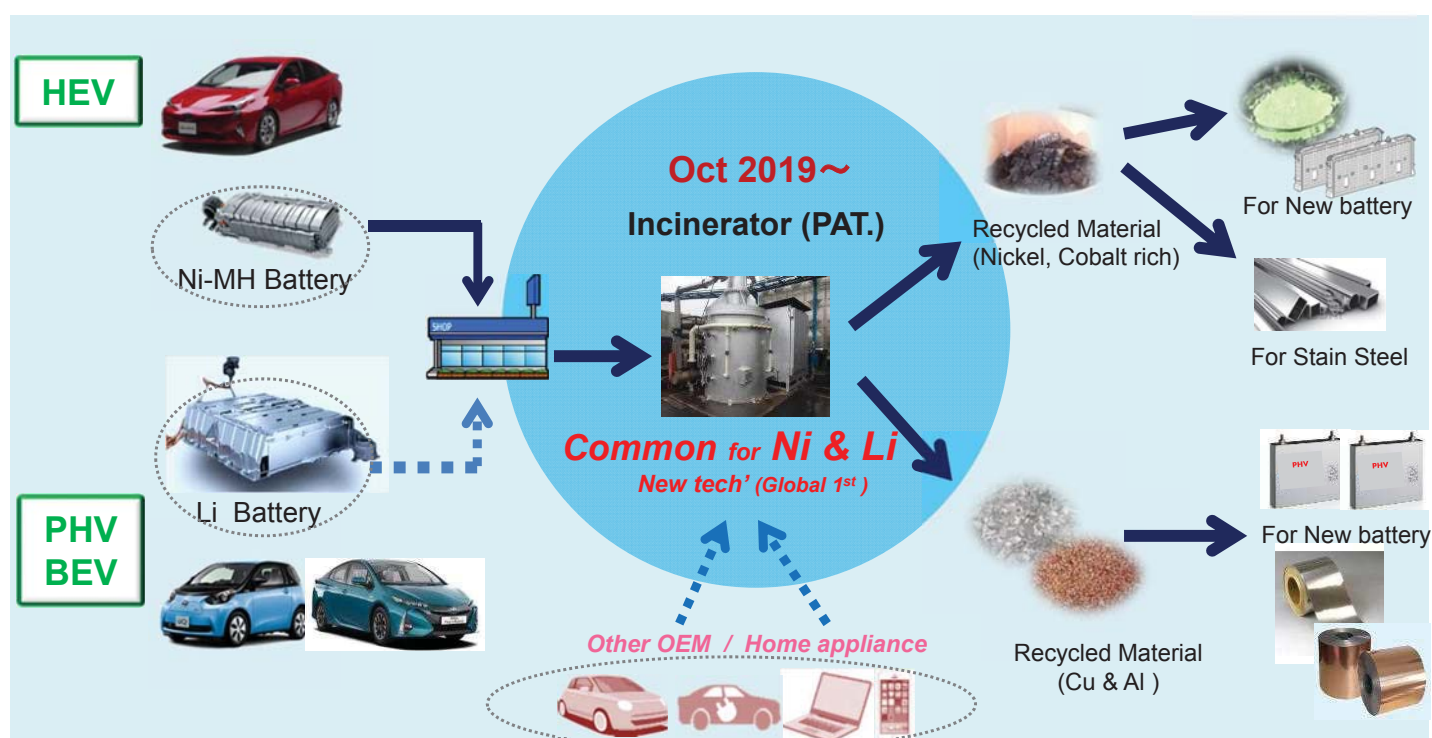 HEV
Ni-MH Battery
Li Battery
PHV
BEV
SHOP
Oct 2019～
Incinerator (PAT.)
Common for Ni & Li
New tech’ (Global 1st )
Other OEM / Home appliance
Recycled Material
(Nickel, Cobalt rich)
For New battery
For Stain Steel
Recycled Material
(Cu & Al )
PHV
PHV
For New battery